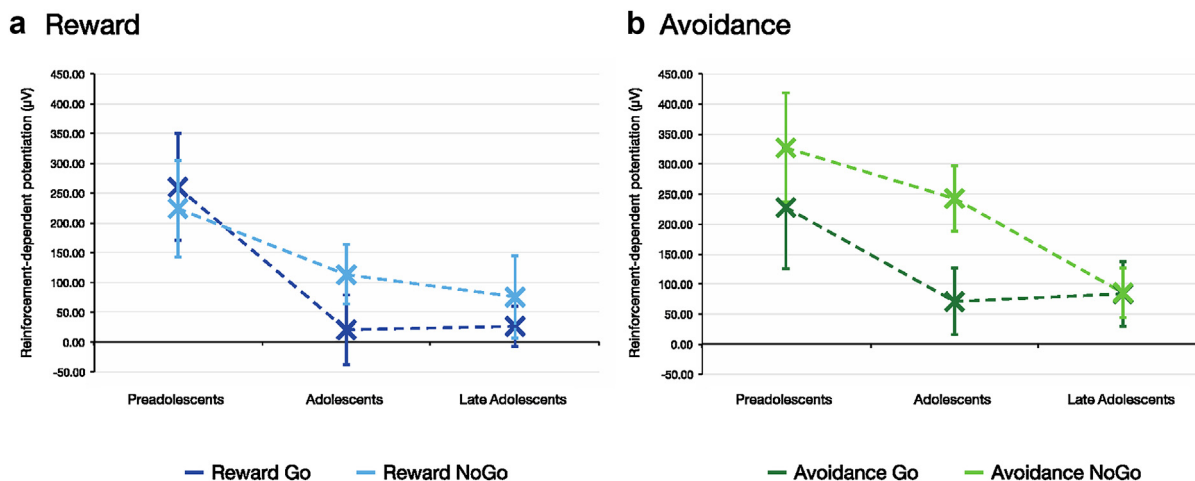 a Reward
Reinforcement-dependent potentiation (µV)
450.00
400.00
350.00
300.00
250.00
200.00
150.00
100.00
50.00
0.00
-50.00
Preadolescents
Adolescents
Late Adolescents
Reward Go
Reward NoGo
b Avoidance
Reinforcement-dependent potentiation (µV)
450.00
400.00
350.00
300.00
250.00
200.00
150.00
100.00
50.00
0.00
-50.00
Preadolescents
Adolescents
Late Adolescents
Avoidance Go
Avoidance NoGo